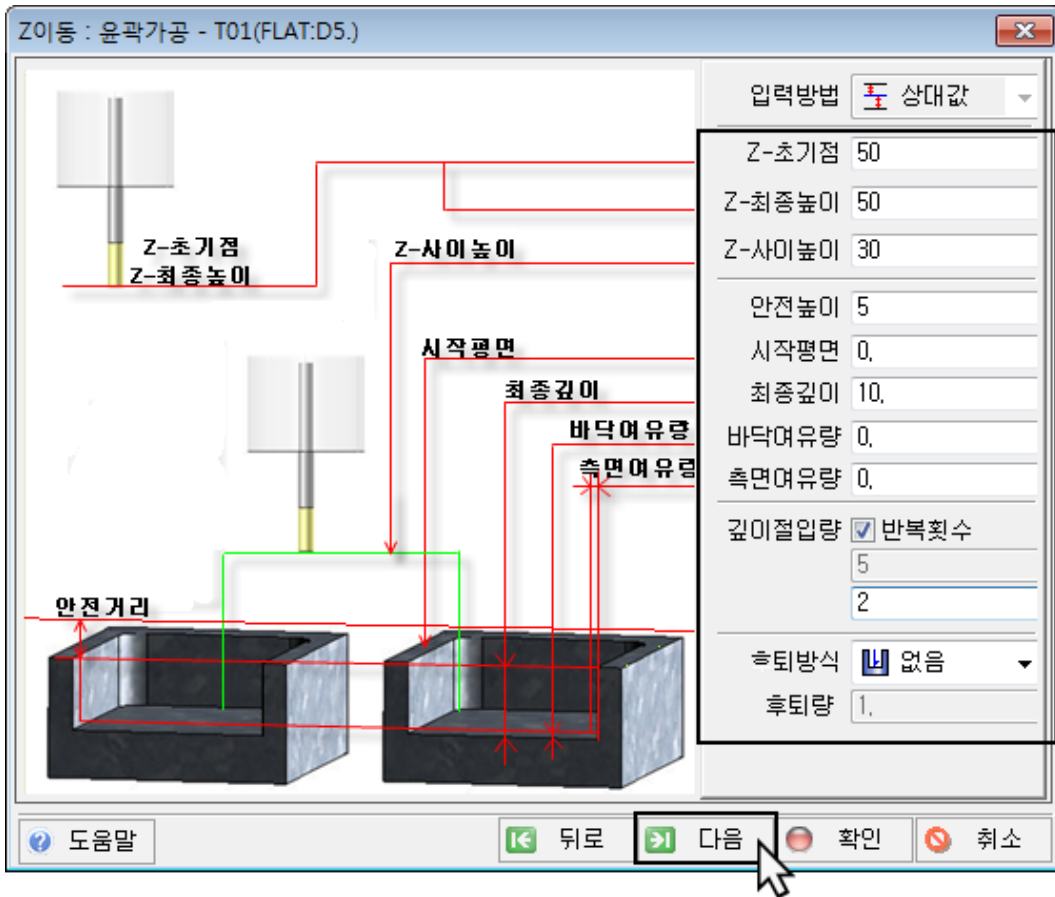 Z이동 : 윤곽가공 - T01(FLAT:D5.)
입력방법 상대값
Z-초기점 50
Z-최종높이 50
Z-사이높이 30
안전높이 5
시작평면 0,
최종깊이 10,
바닥여유량 0,
측면여유량 0,
깊이절입량 반복횟수
5
2
후퇴방식 없음
후퇴량 1,
Z-초기점
Z-최종높이
Z-사이높이
시작평면
최종깊이
바닥여유량
측면여유량
안전거리
도움말 뒤로 다음 확인 취소